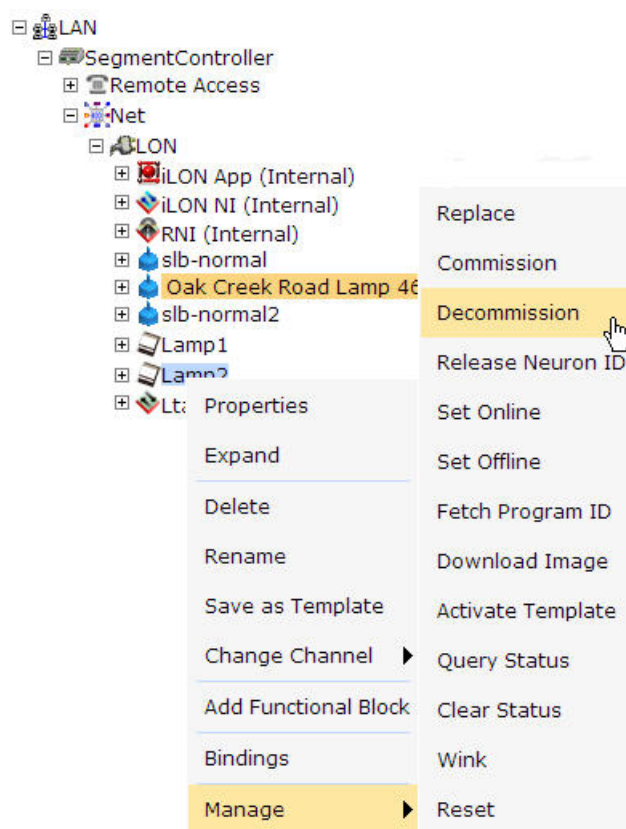 LAN
SegmentController
Remote Access
Net
LON
iLON App (Internal)
iLON NI (Internal)
RNI (Internal)
slb-normal
Oak Creek Road Lamp 46
slb-normal2
Lamp1
Lamp2
Lta
Properties
Expand
Delete
Rename
Save as Template
Change Channel
Add Functional Block
Bindings
Manage
Replace
Commission
Decommission
Release Neuron ID
Set Online
Set Offline
Fetch Program ID
Download Image
Activate Template
Query Status
Clear Status
Wink
Reset